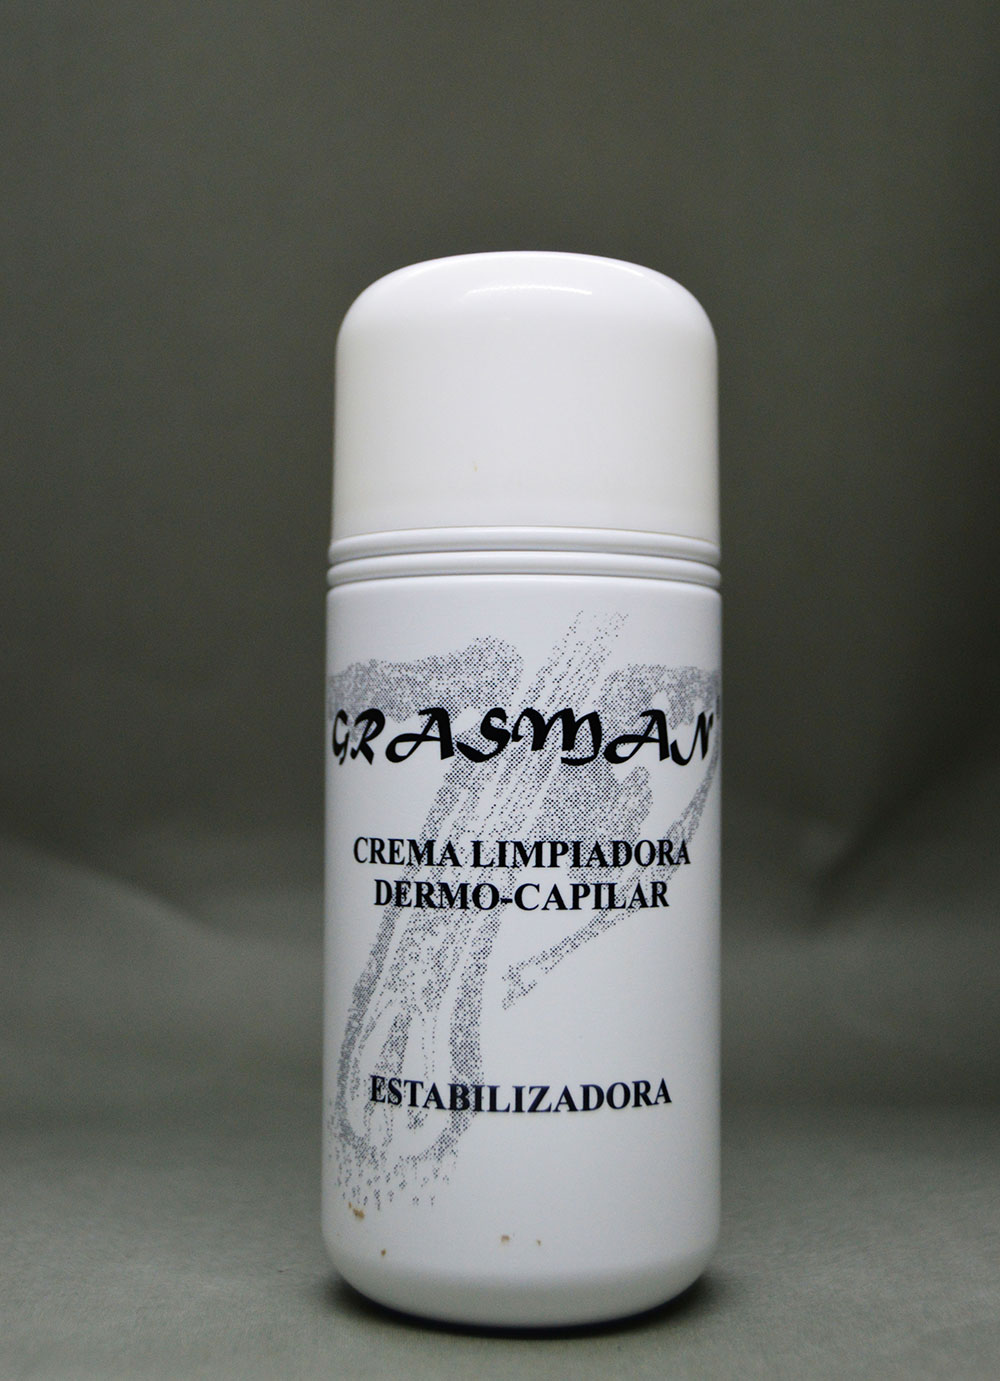 GRASMAN
CREMA LIMPIADORA
DERMO-CAPILAR
ESTABILIZADORA